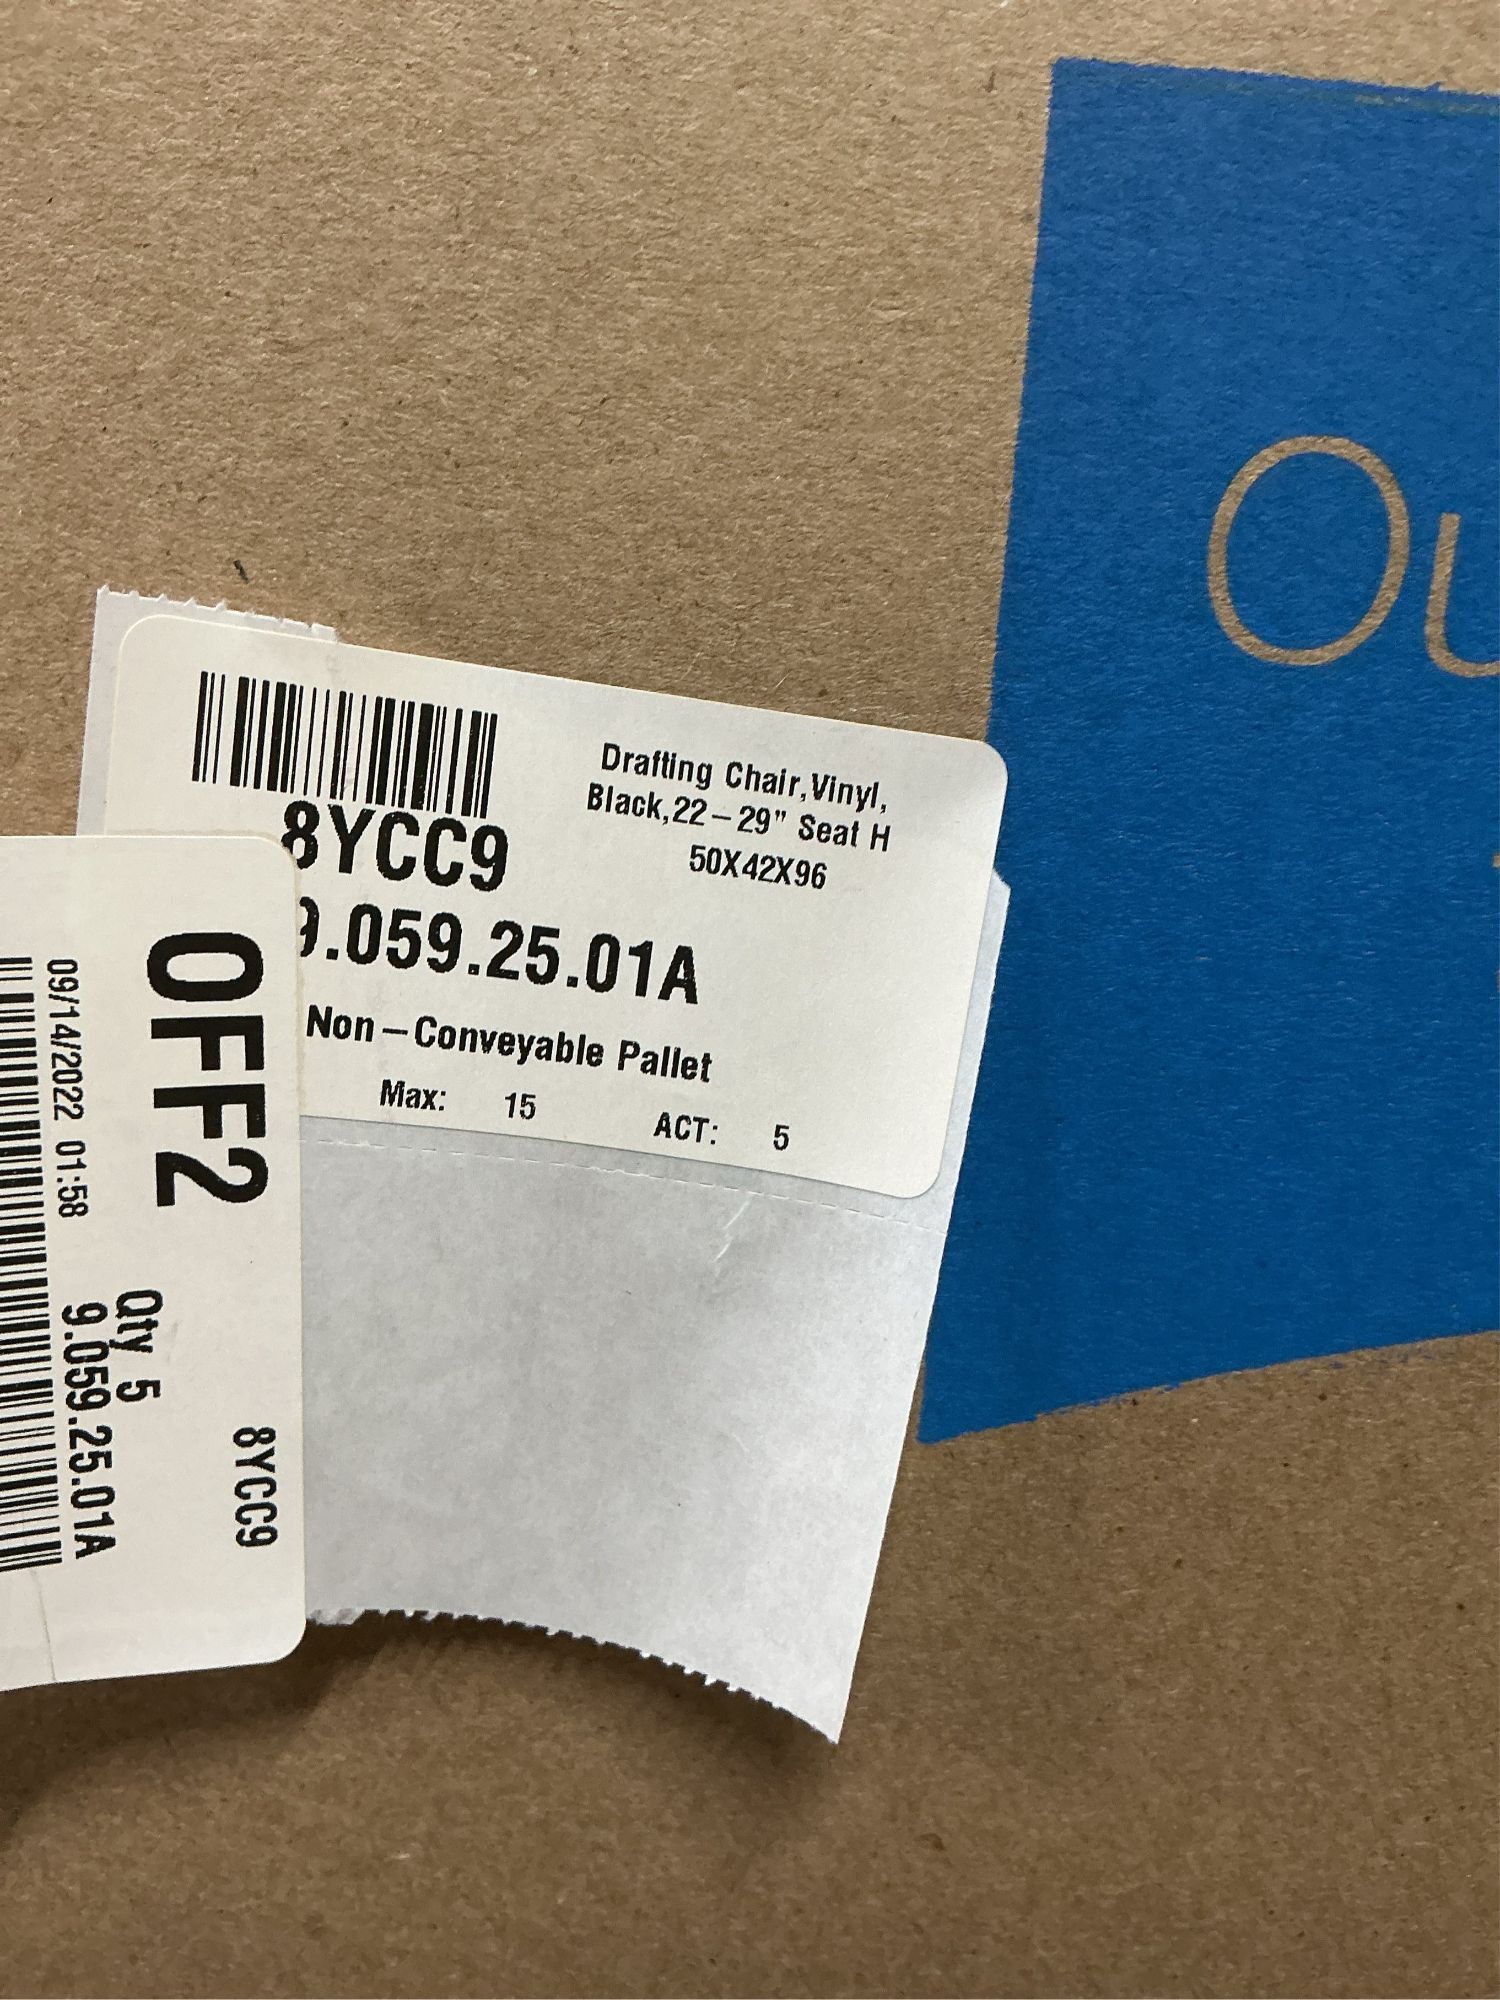 Ou
Drafting Chair,Vinyl,
Black,22–29" Seat H
50X42X96
8YCC9
9.059.25.01A
Non–Conveyable Pallet
Max: 15 ACT: 5
OFF2
09/14/2022 01:58
Qty 5
9.059.25.01A
8YCC9